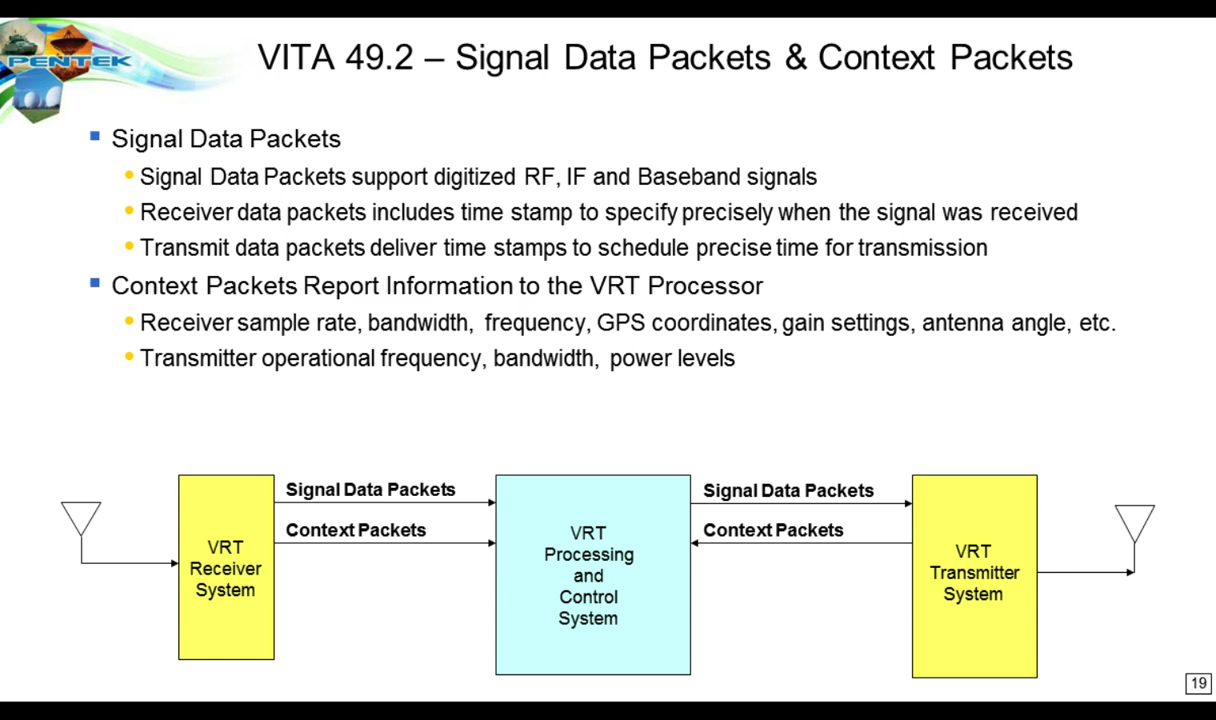 PENTEK
VITA 49.2 – Signal Data Packets & Context Packets
Signal Data Packets
Signal Data Packets support digitized RF, IF and Baseband signals
Receiver data packets includes time stamp to specify precisely when the signal was received
Transmit data packets deliver time stamps to schedule precise time for transmission
Context Packets Report Information to the VRT Processor
Receiver sample rate, bandwidth, frequency, GPS coordinates, gain settings, antenna angle, etc.
Transmitter operational frequency, bandwidth, power levels
VRT
Receiver
System
Signal Data Packets
Context Packets
VRT
Processing
and
Control
System
Signal Data Packets
Context Packets
VRT
Transmitter
System
19